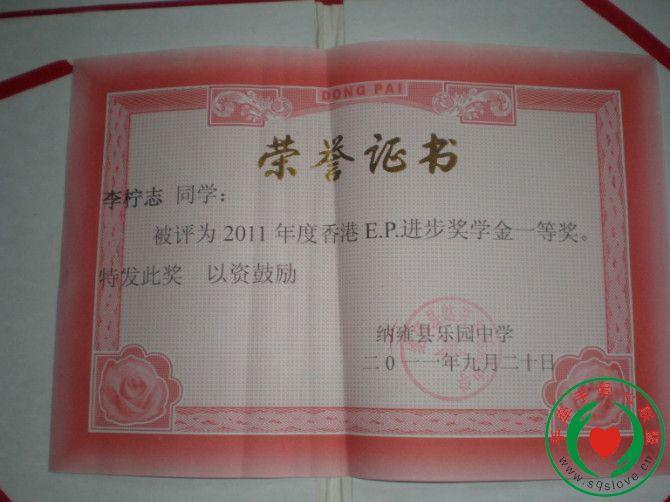 DONG PAI
荣誉证书
李柠志 同学：
被评为 2011 年度香港 E.P.进步奖学金一等奖。
特发此奖 以资鼓励
纳雍县乐园中学
二0一一年九月二十日
www.sqslove.cn